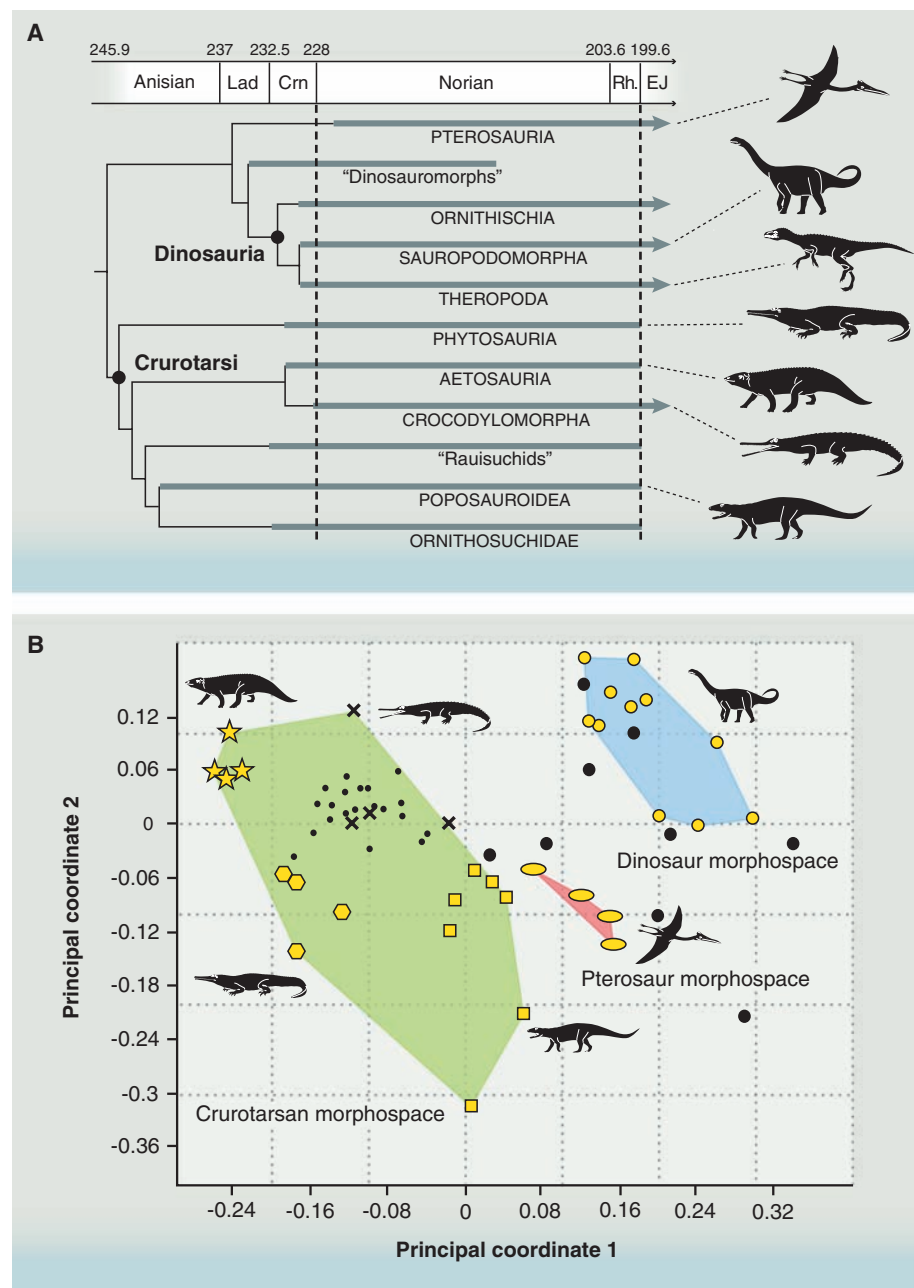 A
245.9 237 232.5 228 203.6 199.6
Anisian Lad Crn Norian Rh. EJ
PTEROSAURIA
“Dinosauromorphs”
ORNITHISCHIA
Dinosauria
SAUROPODOMORPHA
THEROPODA
PHYTOSAURIA
Crurotarsi
AETOSAURIA
CROCODYLOMORPHA
“Rauisuchids”
POPOSAUROIDEA
ORNITHOSUCHIDAE
B
0.12
0.06
0
-0.06
-0.12
-0.18
-0.24
-0.3
-0.36
Principal coordinate 2
Dinosaur morphospace
Pterosaur morphospace
Crurotarsan morphospace
-0.24 -0.16 -0.08 0 0.08 0.16 0.24 0.32
Principal coordinate 1